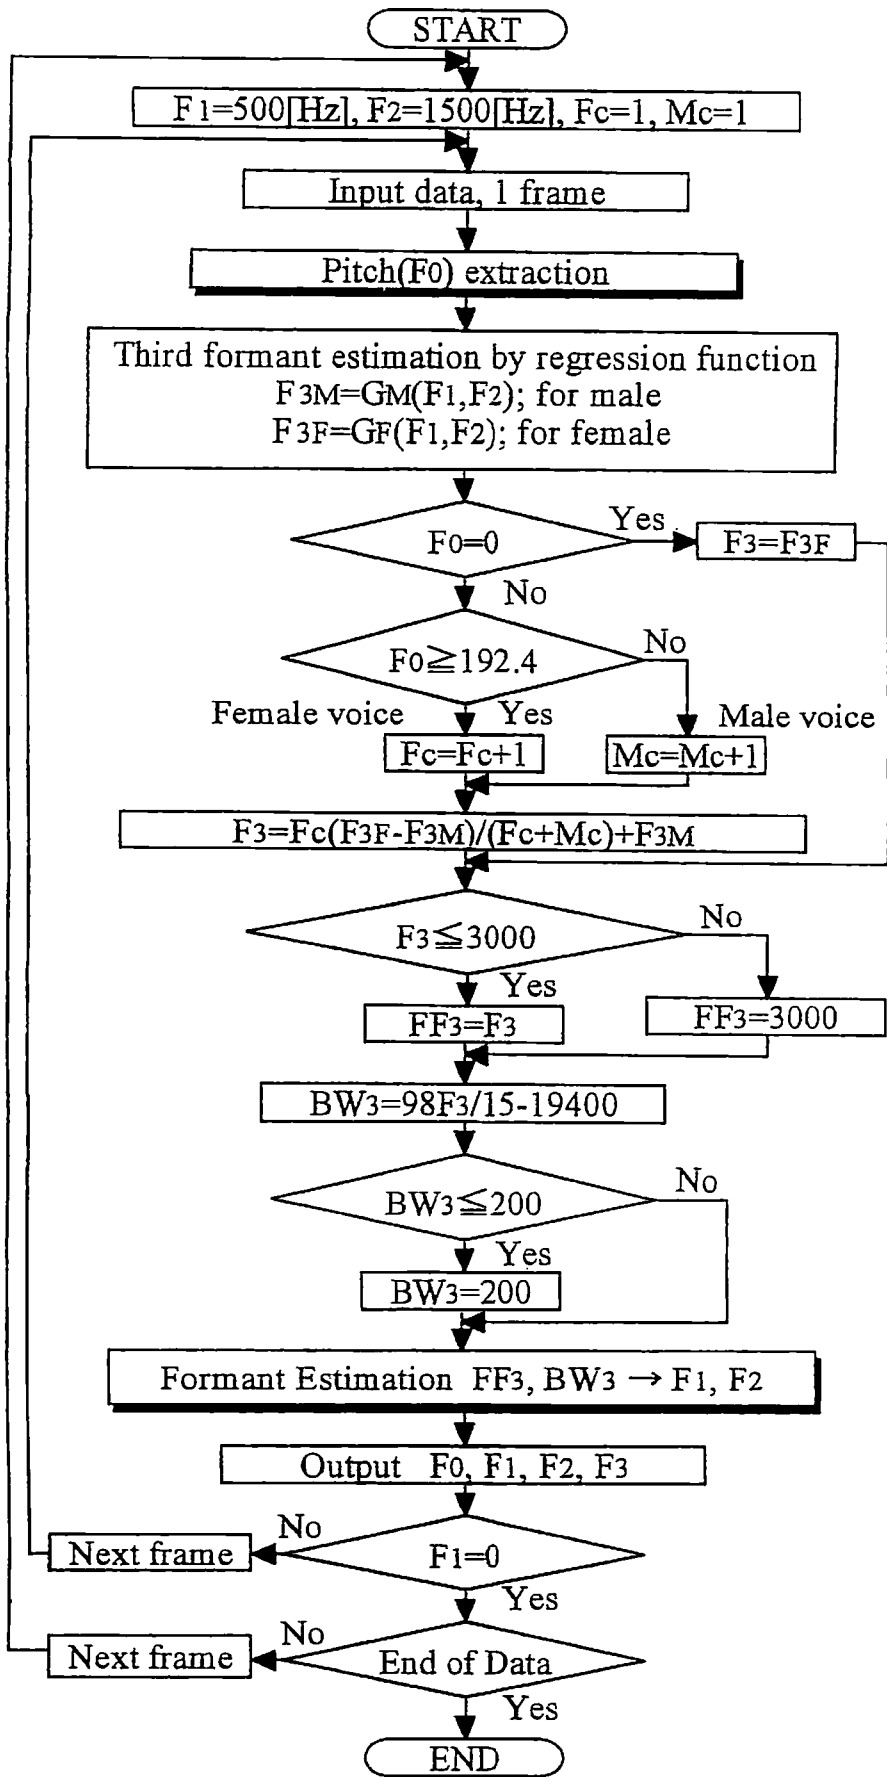 START
F1=500[Hz], F2=1500[Hz], Fc=1, Mc=1
Input data, 1 frame
Pitch(F0) extraction
Third formant estimation by regression function
F3M=GM(F1,F2); for male
F3F=GF(F1,F2); for female
F0=0
Yes
F3=F3F
No
F0≧192.4
No
Female voice
Yes
Male voice
Fc=Fc+1
Mc=Mc+1
F3=Fc(F3F-F3M)/(Fc+Mc)+F3M
F3≦3000
No
Yes
FF3=F3
FF3=3000
BW3=98F3/15-19400
BW3≦200
No
Yes
BW3=200
Formant Estimation FF3, BW3 → F1, F2
Output F0, F1, F2, F3
F1=0
No
Next frame
Yes
End of Data
No
Next frame
Yes
END